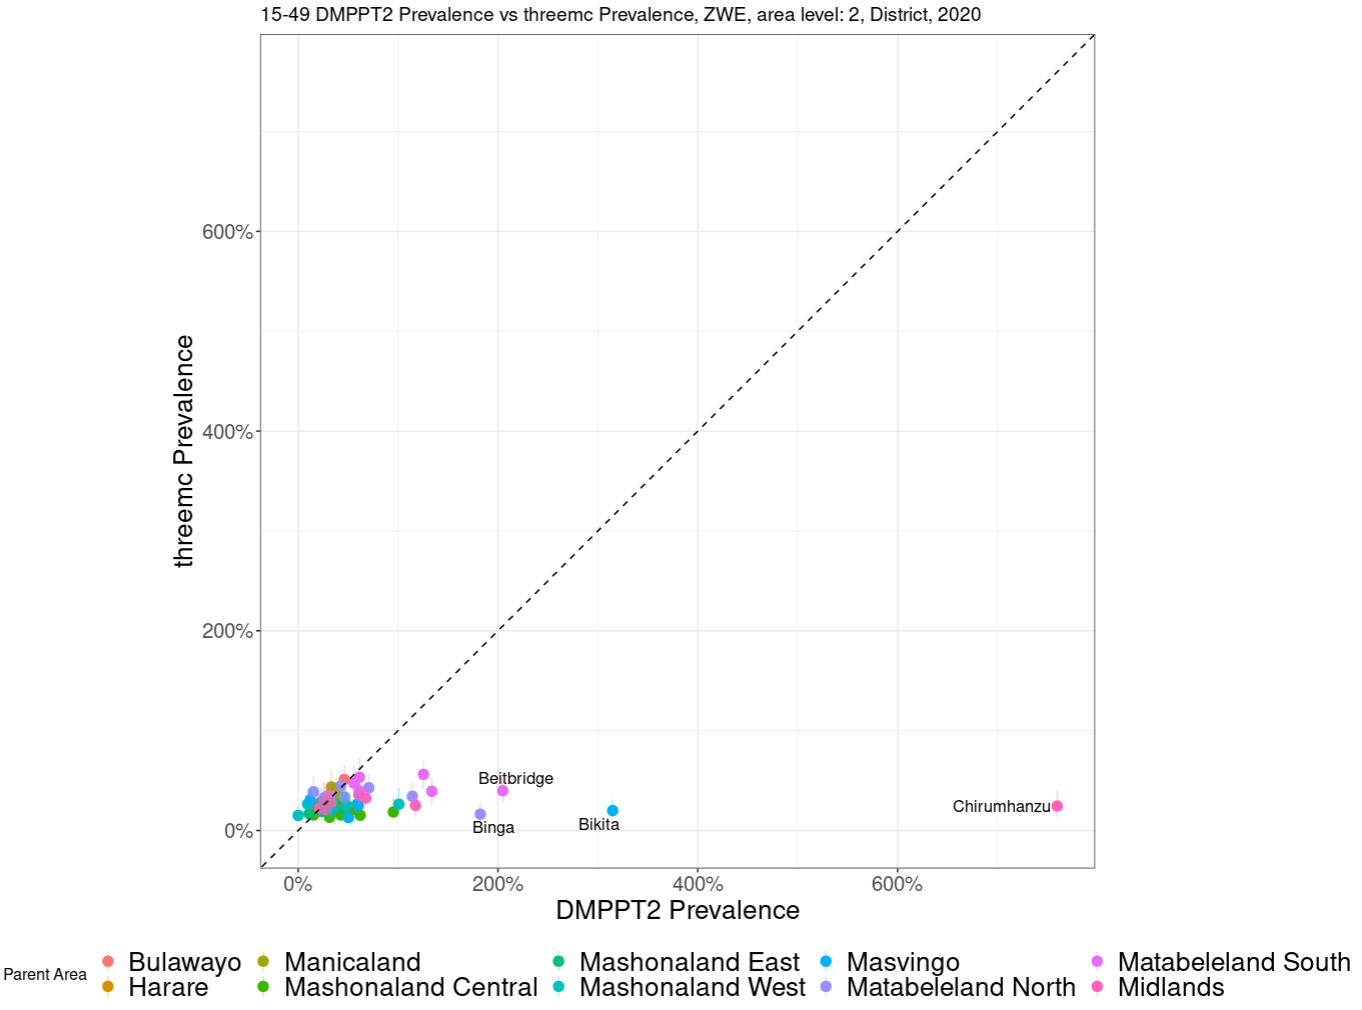 15-49 DMPPT2 Prevalence vs threemc Prevalence, ZWE, area level: 2, District, 2020
threemc Prevalence
600%
400%
200%
0%
Beitbridge
Chirumhanzu
Binga
Bikita
0% 200% 400% 600%
DMPPT2 Prevalence
Parent Area
Bulawayo Manicaland Mashonaland East Masvingo Matabeleland South
Harare Mashonaland Central Mashonaland West Matabeleland North Midlands